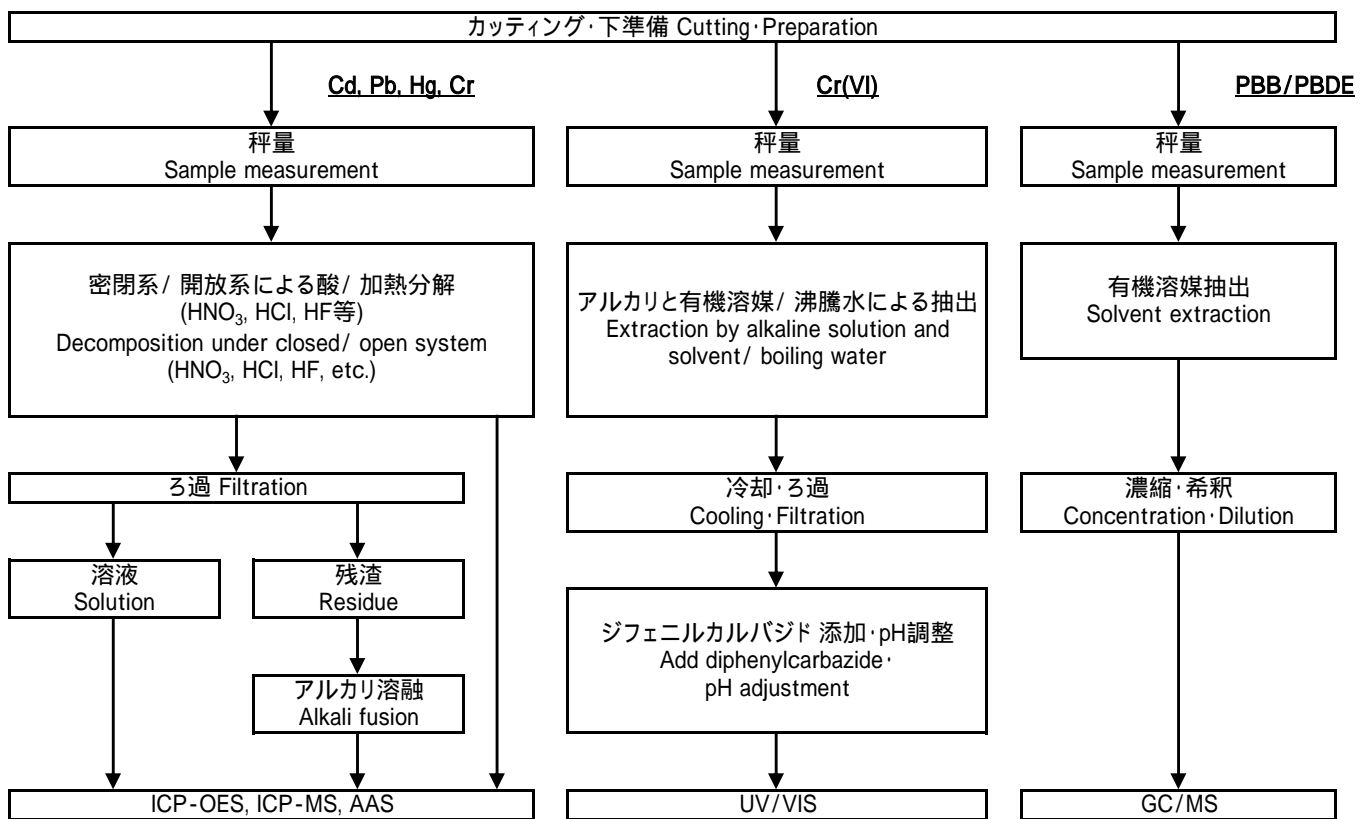 カッティング・下準備 Cutting・Preparation
Cd, Pb, Hg, Cr
秤量
Sample measurement
密閉系/ 開放系による酸/ 加熱分解
(HNO₃, HCl, HF等)
Decomposition under closed/ open system
(HNO₃, HCl, HF, etc.)
ろ過 Filtration
溶液
Solution
残渣
Residue
アルカリ溶融
Alkali fusion
ICP-OES, ICP-MS, AAS
Cr(VI)
秤量
Sample measurement
アルカリと有機溶媒/ 沸騰水による抽出
Extraction by alkaline solution and
solvent/ boiling water
冷却・ろ過
Cooling・Filtration
ジフェニルカルバジド 添加・pH調整
Add diphenylcarbazide・
pH adjustment
UV/VIS
PBB/PBDE
秤量
Sample measurement
有機溶媒抽出
Solvent extraction
濃縮・希釈
Concentration・Dilution
GC/MS